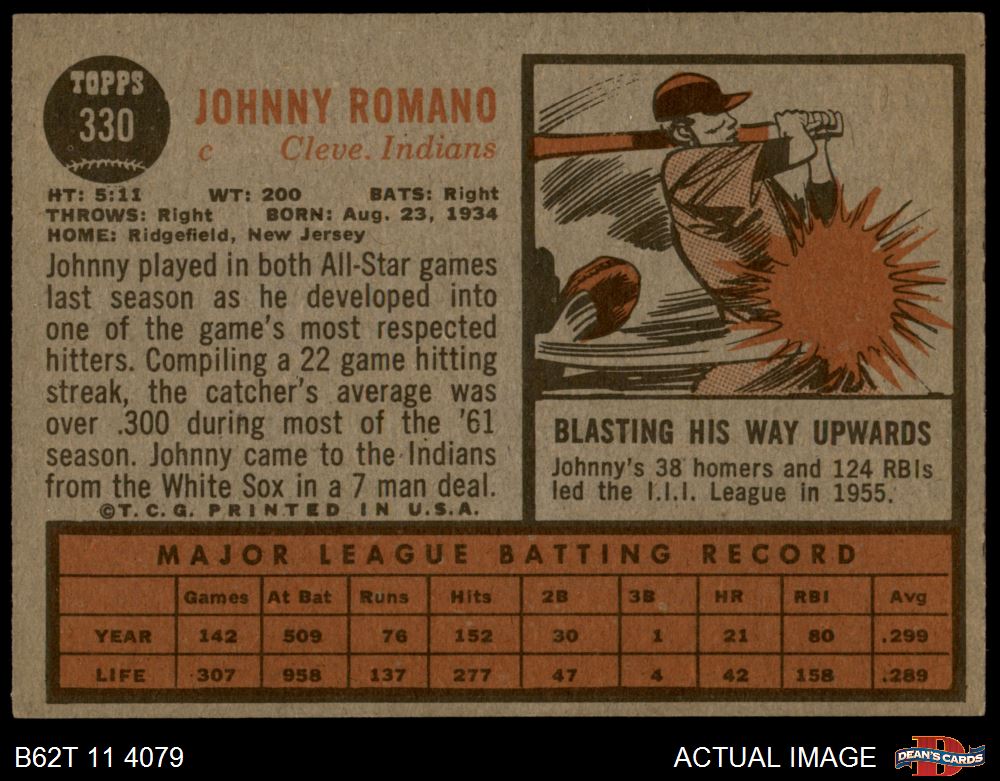 TOPPS
330
JOHNNY ROMANO
c Cleve. Indians
HT: 5:11 WT: 200 BATS: Right
THROWS: Right BORN: Aug. 23, 1934
HOME: Ridgefield, New Jersey
Johnny played in both All-Star games
last season as he developed into
one of the game's most respected
hitters. Compiling a 22 game hitting
streak, the catcher's average was
over .300 during most of the '61
season. Johnny came to the Indians
from the White Sox in a 7 man deal.
©T.C.G. PRINTED IN U.S.A.
BLASTING HIS WAY UPWARDS
Johnny's 38 homers and 124 RBIs
led the I.I.I. League in 1955.
MAJOR LEAGUE BATTING RECORD
Games At Bat Runs Hits 2B 3B HR RBI Avg
YEAR 142 509 76 152 30 1 21 80 .299
LIFE 307 958 137 277 47 4 42 158 .289
B62T 11 4079
ACTUAL IMAGE
D
DEAN'S CARDS